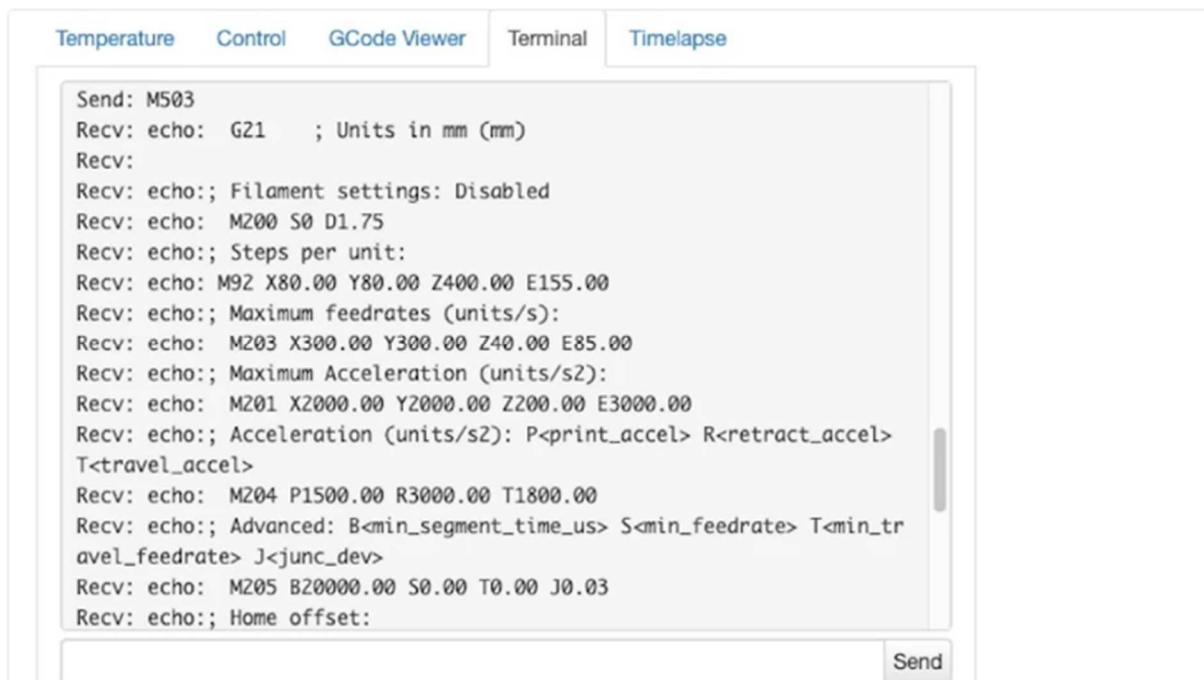 Temperature Control GCode Viewer Terminal Timelapse
Send: M503
Recv: echo:  G21    ; Units in mm (mm)
Recv:
Recv: echo:; Filament settings: Disabled
Recv: echo:  M200 S0 D1.75
Recv: echo:; Steps per unit:
Recv: echo: M92 X80.00 Y80.00 Z400.00 E155.00
Recv: echo:; Maximum feedrates (units/s):
Recv: echo:  M203 X300.00 Y300.00 Z40.00 E85.00
Recv: echo:; Maximum Acceleration (units/s2):
Recv: echo:  M201 X2000.00 Y2000.00 Z200.00 E3000.00
Recv: echo:; Acceleration (units/s2): P<print_accel> R<retract_accel>
T<travel_accel>
Recv: echo:  M204 P1500.00 R3000.00 T1800.00
Recv: echo:; Advanced: B<min_segment_time_us> S<min_feedrate> T<min_tr
avel_feedrate> J<junc_dev>
Recv: echo:  M205 B20000.00 S0.00 T0.00 J0.03
Recv: echo:; Home offset:
Send